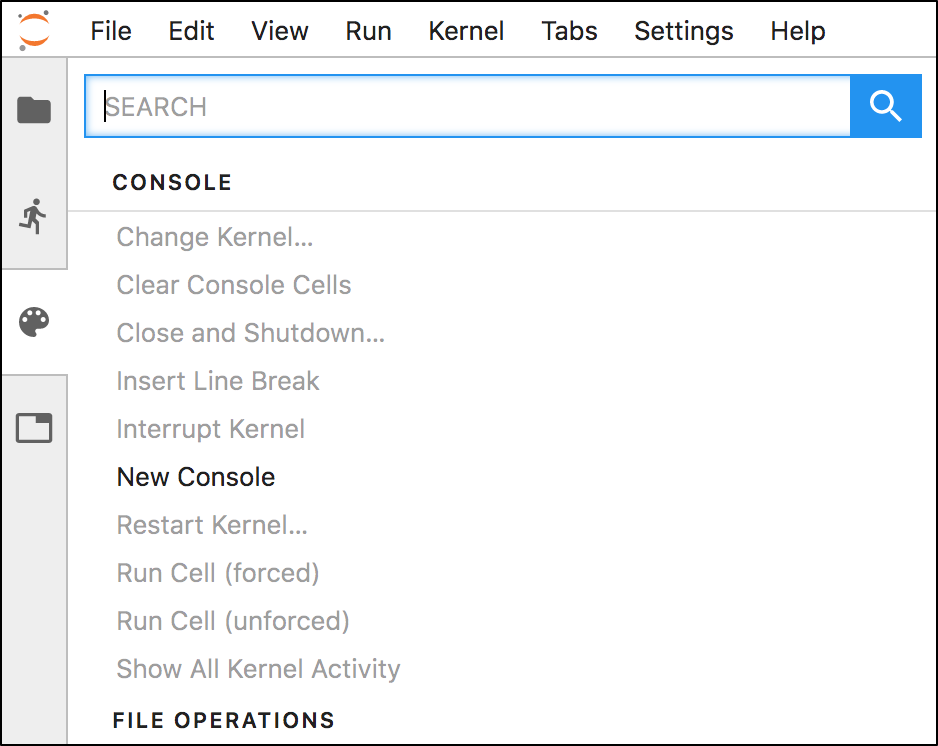 File Edit View Run Kernel Tabs Settings Help
SEARCH
CONSOLE
Change Kernel...
Clear Console Cells
Close and Shutdown...
Insert Line Break
Interrupt Kernel
New Console
Restart Kernel...
Run Cell (forced)
Run Cell (unforced)
Show All Kernel Activity
FILE OPERATIONS